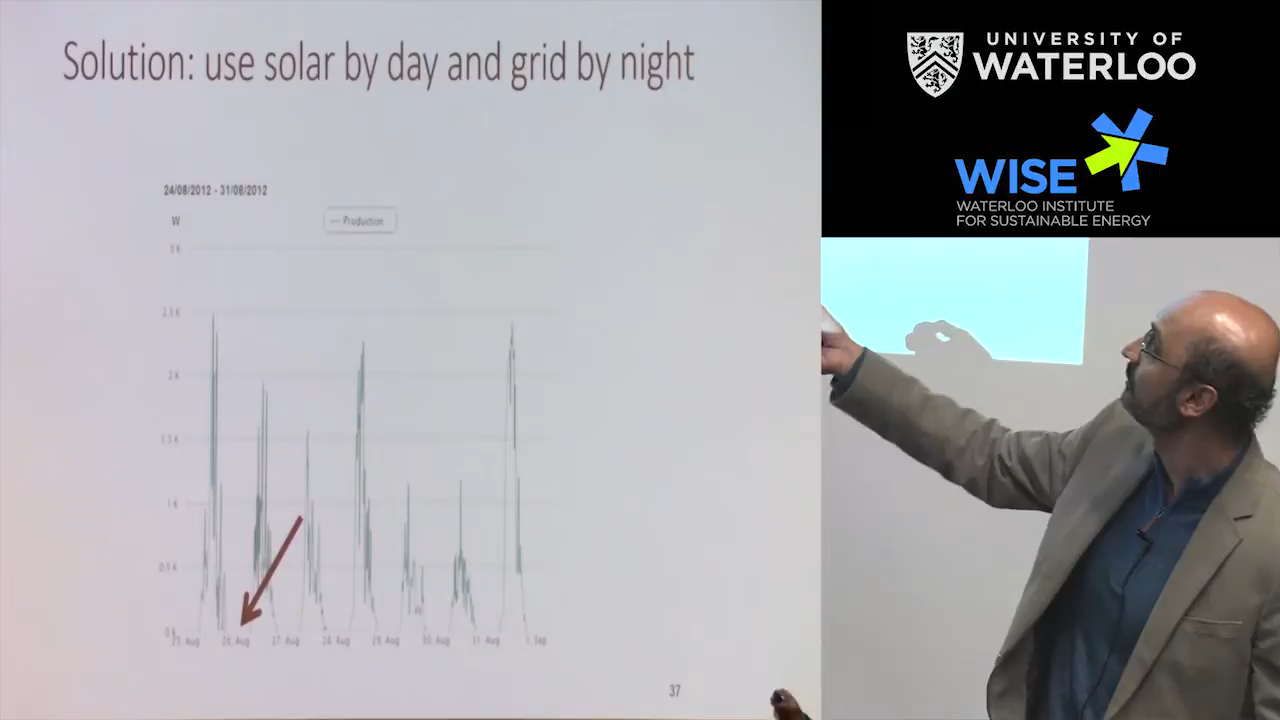 Solution: use solar by day and grid by night
24/08/2012 - 31/08/2012
W
Production
3 K
2.5 K
2 K
1.5 K
1 K
0.5 K
0 K
25 Aug 26 Aug 27 Aug 28 Aug 29 Aug 30 Aug 31 Aug 1 Sep
37
UNIVERSITY OF
WATERLOO
WISE
WATERLOO INSTITUTE
FOR SUSTAINABLE ENERGY